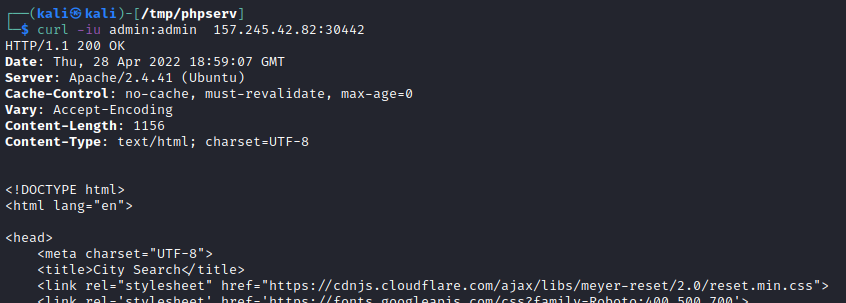 ┌──(kali㉿kali)-[/tmp/phpserv]
└─$ curl -iu admin:admin  157.245.42.82:30442
HTTP/1.1 200 OK
Date: Thu, 28 Apr 2022 18:59:07 GMT
Server: Apache/2.4.41 (Ubuntu)
Cache-Control: no-cache, must-revalidate, max-age=0
Vary: Accept-Encoding
Content-Length: 1156
Content-Type: text/html; charset=UTF-8
<!DOCTYPE html>
<html lang="en">
<head>
    <meta charset="UTF-8">
    <title>City Search</title>
    <link rel="stylesheet" href="https://cdnjs.cloudflare.com/ajax/libs/meyer-reset/2.0/reset.min.css">
    <link rel='stylesheet' href='https://fonts.googleapis.com/css?family=Roboto:400,500,700'>